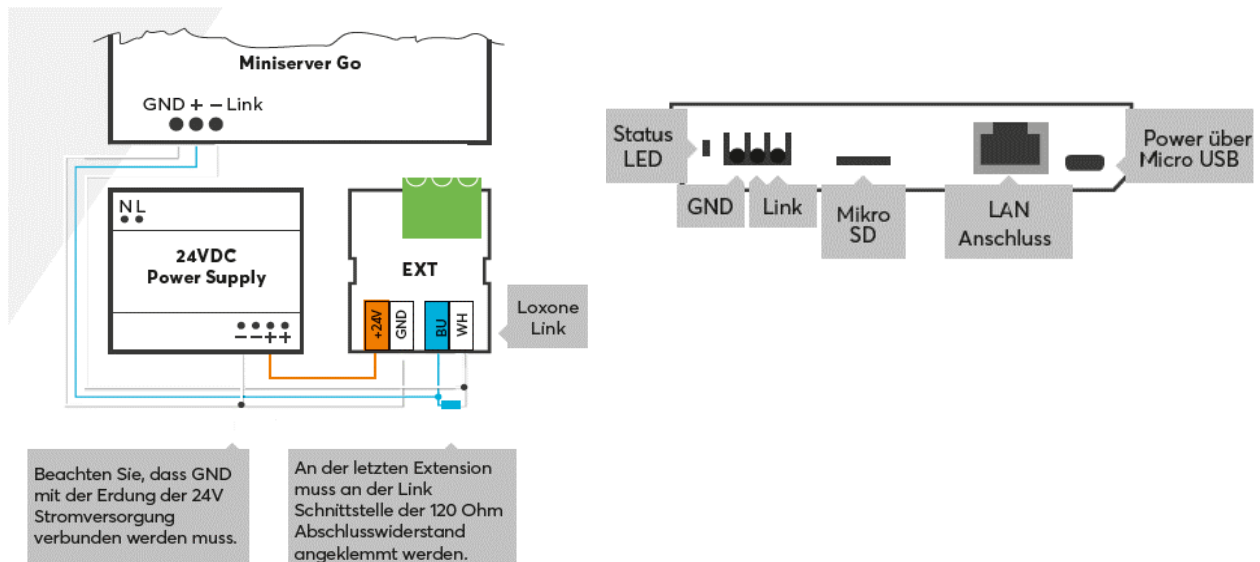 Miniserver Go
GND + − Link
N L
24VDC
Power Supply
− − + +
EXT
+24V
GND
BU
WH
Loxone
Link
Beachten Sie, dass GND
mit der Erdung der 24V
Stromversorgung
verbunden werden muss.
An der letzten Extension
muss an der Link
Schnittstelle der 120 Ohm
Abschlusswiderstand
angeklemmt werden.
Status
LED
GND
Link
Mikro
SD
LAN
Anschluss
Power über
Micro USB